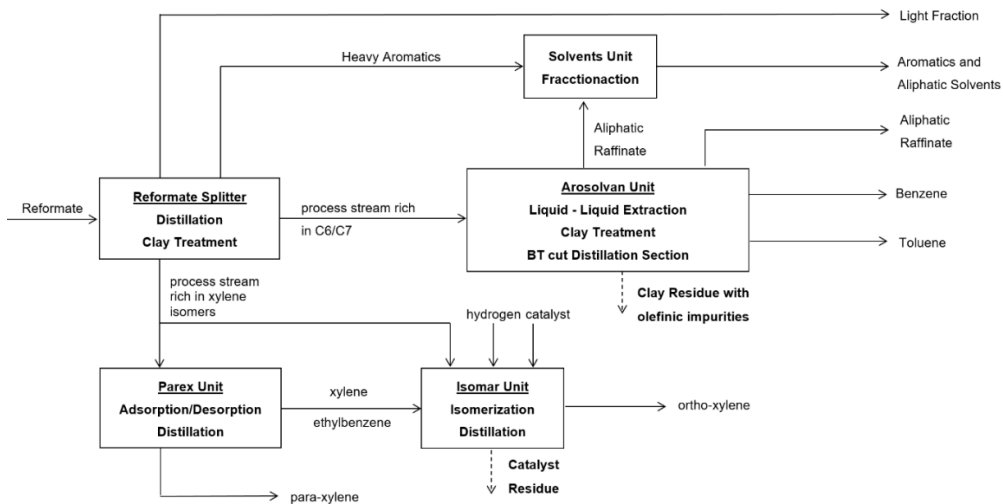 Light Fraction
Heavy Aromatics
Solvents Unit
Fracctionaction
Aromatics and
Aliphatic Solvents
Aliphatic
Raffinate
Aliphatic
Raffinate
Reformate
Reformate Splitter
Distillation
Clay Treatment
process stream rich
in C6/C7
Arosolvan Unit
Liquid - Liquid Extraction
Clay Treatment
BT cut Distillation Section
Benzene
Toluene
process stream
rich in xylene
isomers
Clay Residue with
olefinic impurities
hydrogen catalyst
Parex Unit
Adsorption/Desorption
Distillation
xylene
ethylbenzene
Isomar Unit
Isomerization
Distillation
ortho-xylene
Catalyst
Residue
para-xylene